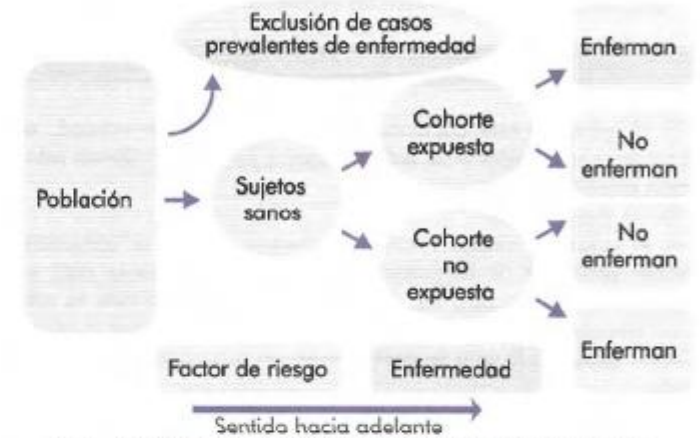 Exclusión de casos
prevalentes de enfermedad
Enferman
Cohorte
expuesta
No
enferman
Población
Sujetos
sanos
Cohorte
no
expuesta
No
enferman
Enferman
Factor de riesgo
Enfermedad
Sentido hacia adelante